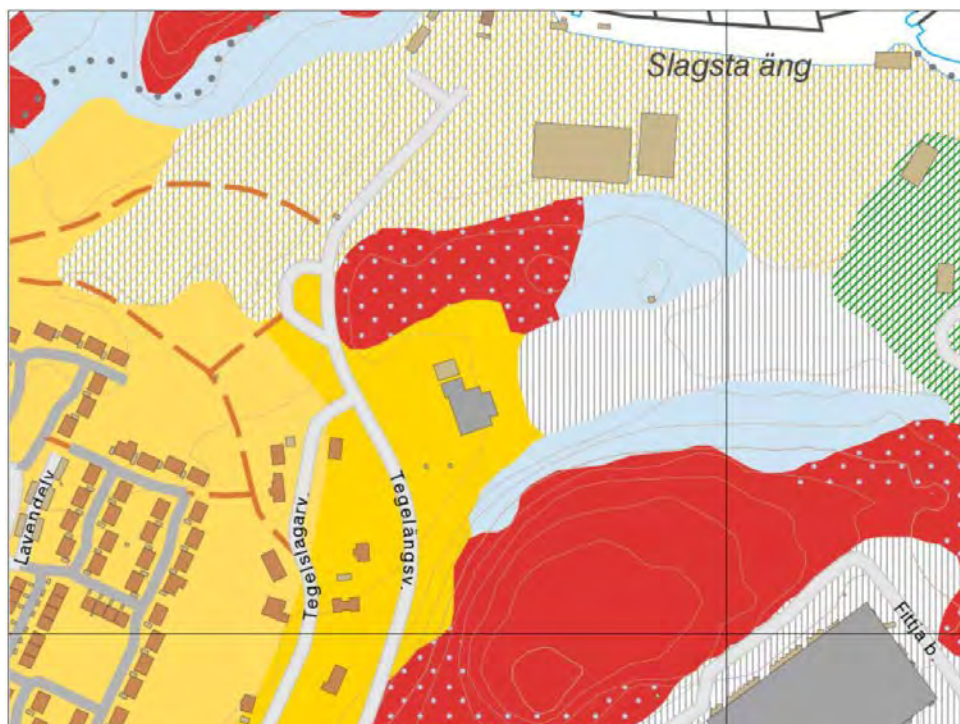 Slagsta äng
Lavendelv.
Tegelslagarv.
Tegelängsv.
Fittja b.